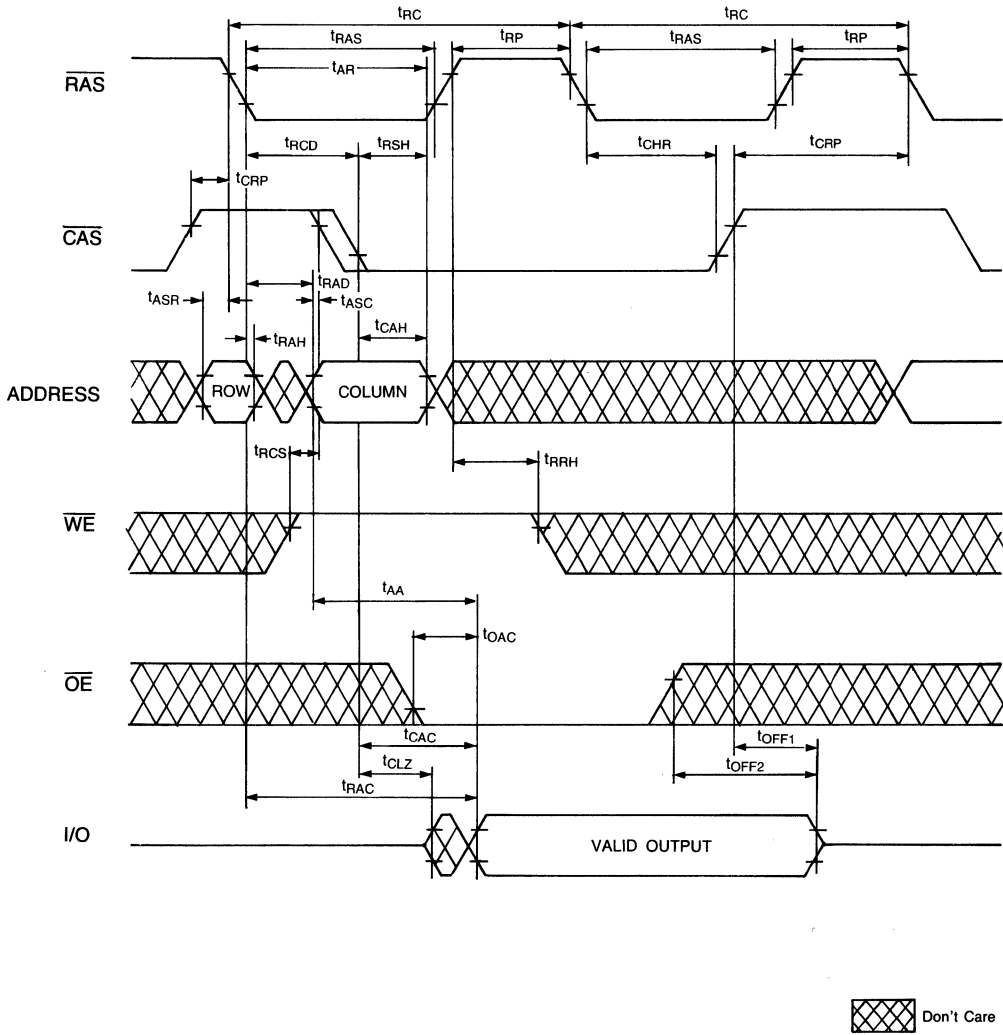 tRC tRC
tRAS tRP tRAS tRP
tAR
RAS
tRCD tRSH tCHR tCRP
tCRP
CAS
tRAD
tASR tASC
tCAH
tRAH
ADDRESS ROW COLUMN
tRCS tRRH
WE
tAA
tOAC
OE
tCAC tOFF1
tCLZ tOFF2
tRAC
I/O VALID OUTPUT
Don't Care